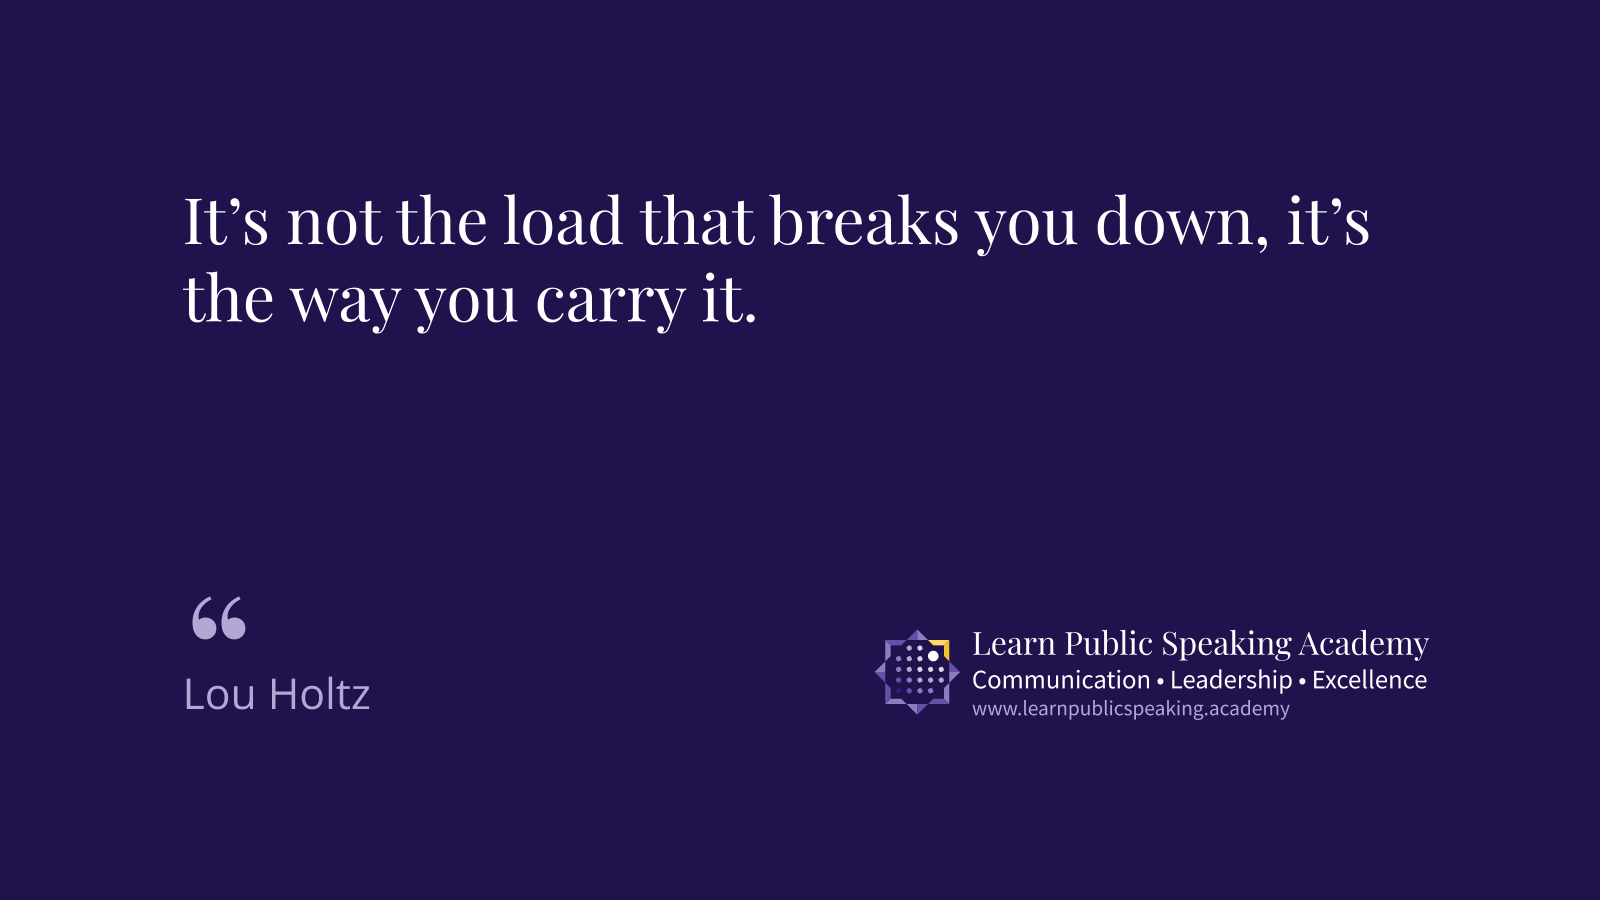 It’s not the load that breaks you down, it’s
the way you carry it.
“
Lou Holtz
Learn Public Speaking Academy
Communication • Leadership • Excellence
www.learnpublicspeaking.academy